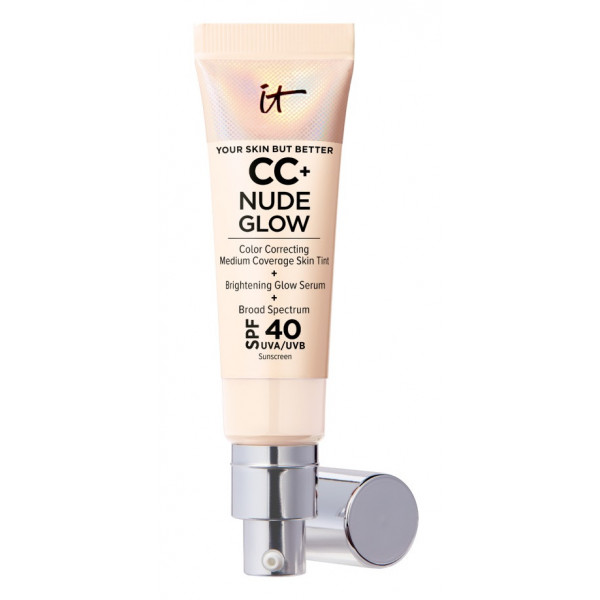 it
YOUR SKIN BUT BETTER
CC+
NUDE
GLOW
Color Correcting
Medium Coverage Skin Tint
+
Brightening Glow Serum
+
Broad Spectrum
SPF 40
UVA/UVB
Sunscreen